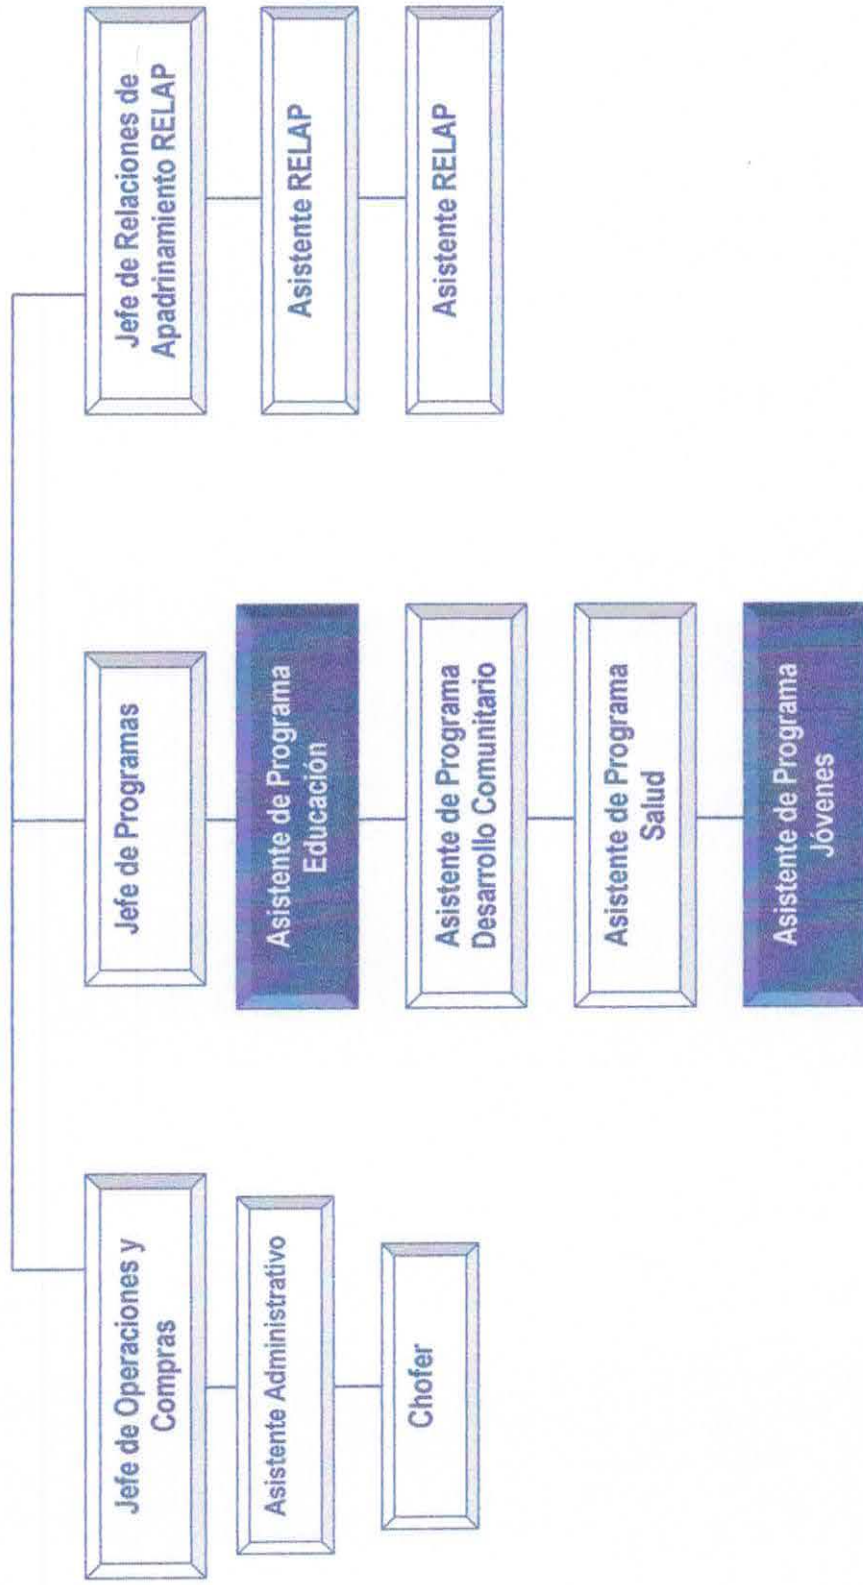 Jefe de Operaciones y
Compras
Asistente Administrativo
Chofer
Jefe de Programas
Asistente de Programa
Educación
Asistente de Programa
Desarrollo Comunitario
Asistente de Programa
Salud
Asistente de Programa
Jóvenes
Jefe de Relaciones de
Apadrinamiento RELAP
Asistente RELAP
Asistente RELAP